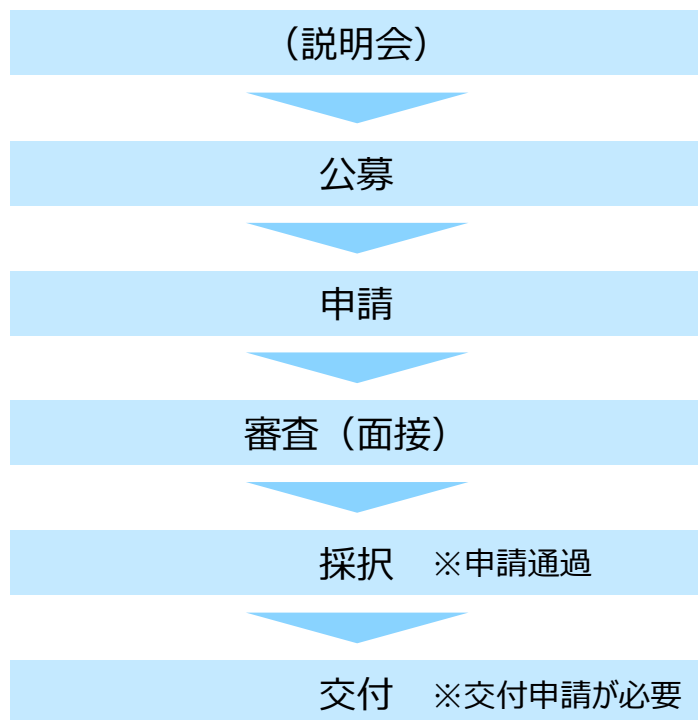 （説明会）
公募
申請
審査（面接）
採択　※申請通過
交付　※交付申請が必要